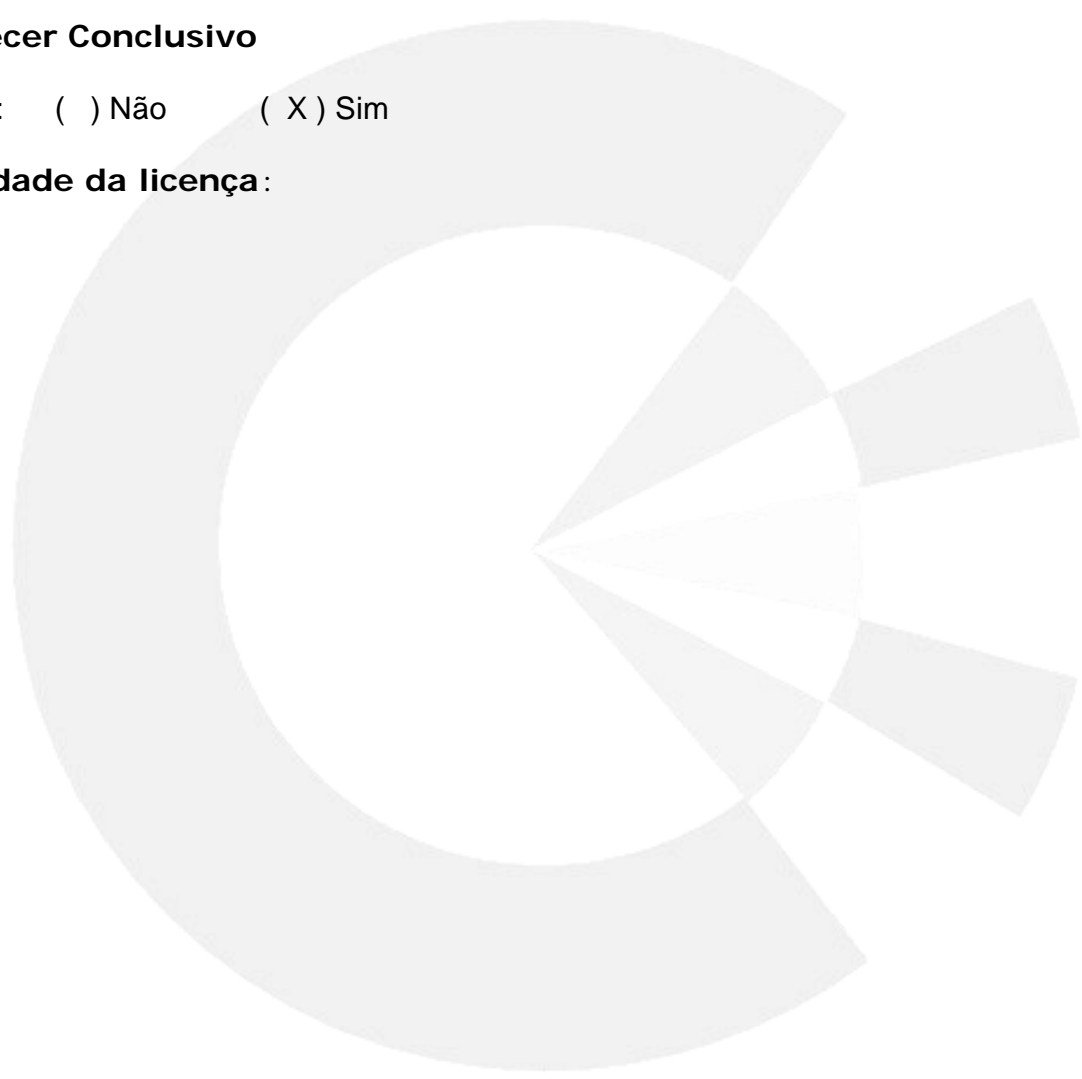 ecer Conclusivo
: ( ) Não ( X ) Sim
dade da licença: